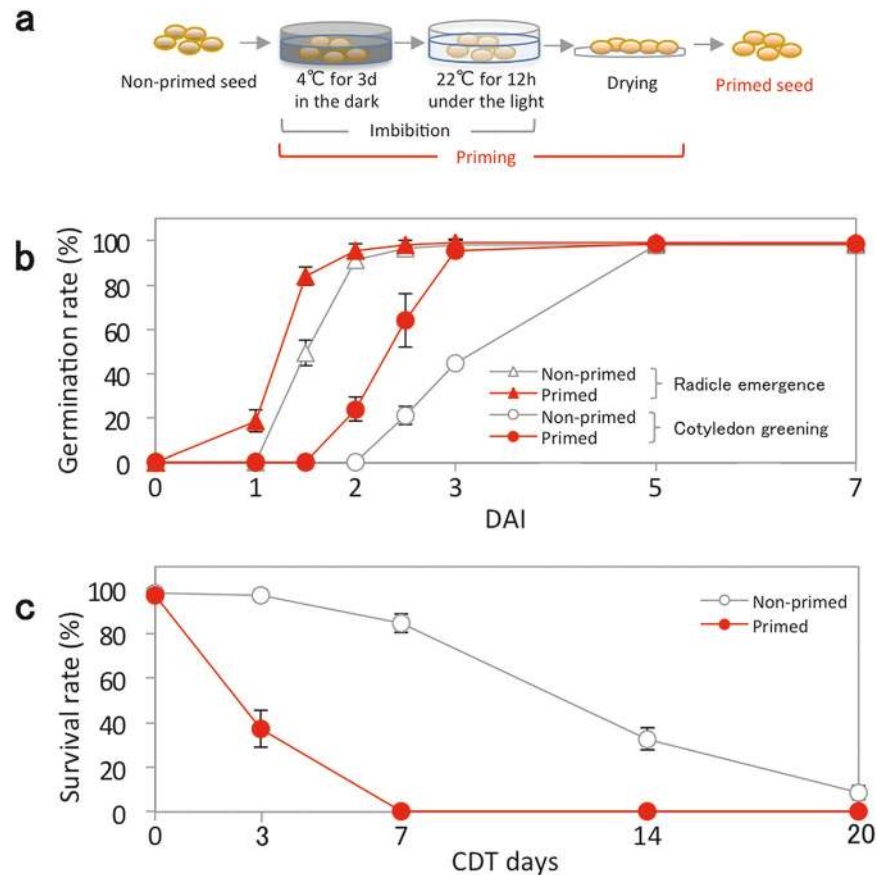 a
Non-primed seed
4℃ for 3d
in the dark
22℃ for 12h
under the light
Drying
Primed seed
Imbibition
Priming
b
Germination rate (%)
100
80
60
40
20
0
Non-primed
Primed
Radicle emergence
Non-primed
Primed
Cotyledon greening
0 1 2 3 5 7
DAI
c
Survival rate (%)
100
80
60
40
20
0
Non-primed
Primed
0 3 7 14 20
CDT days